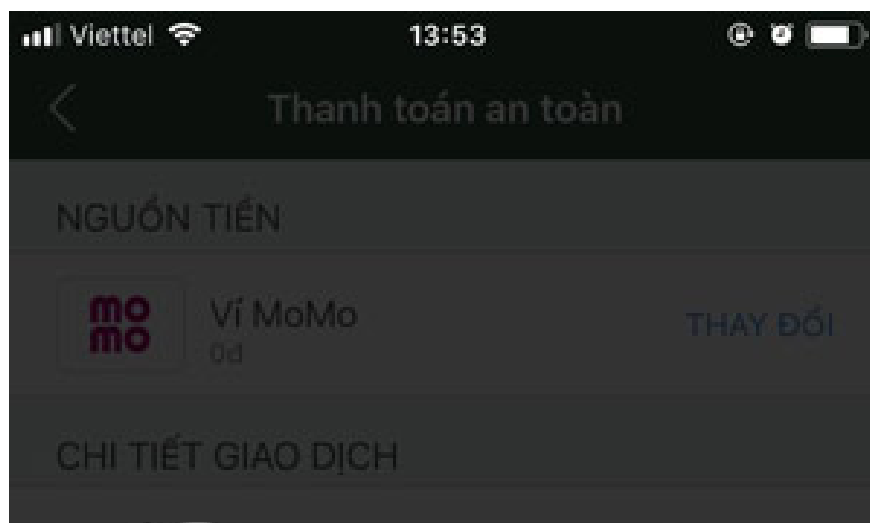 Viettel 13:53
Thanh toán an toàn
NGUỒN TIỀN
mo
mo
Ví MoMo
0đ
THAY ĐỔI
CHI TIẾT GIAO DỊCH